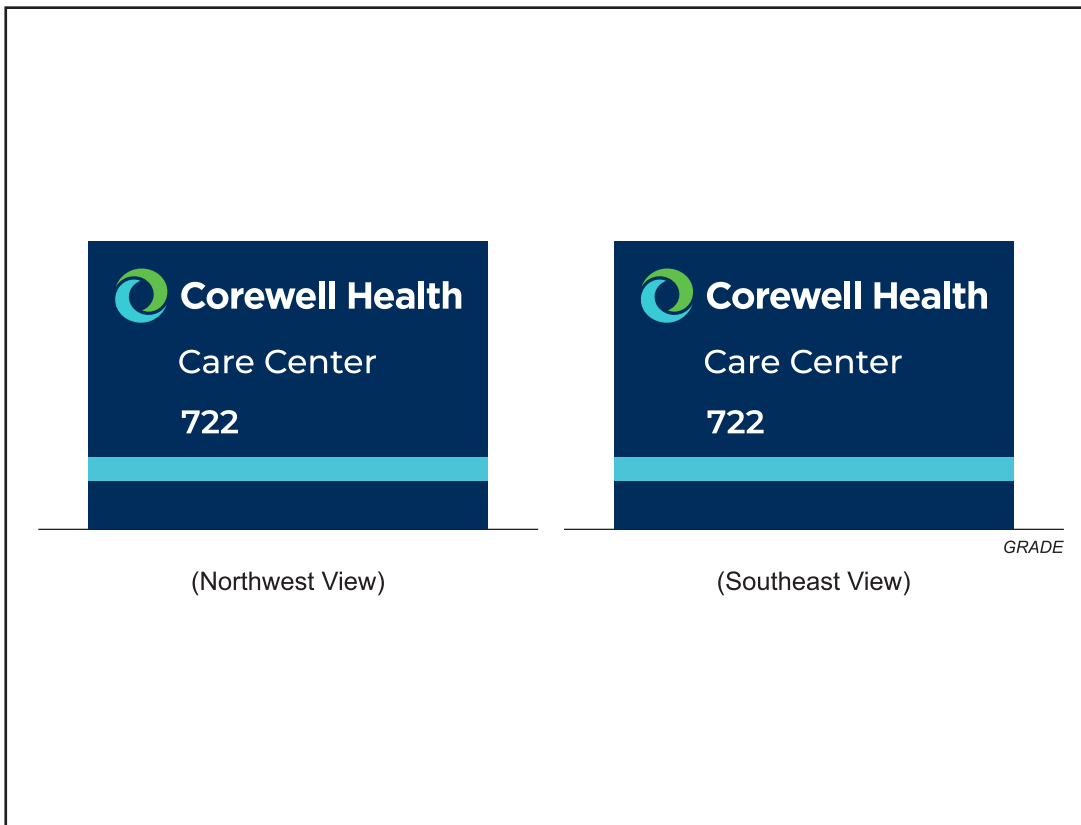 Corewell Health
Care Center
722
(Northwest View)
Corewell Health
Care Center
722
GRADE
(Southeast View)